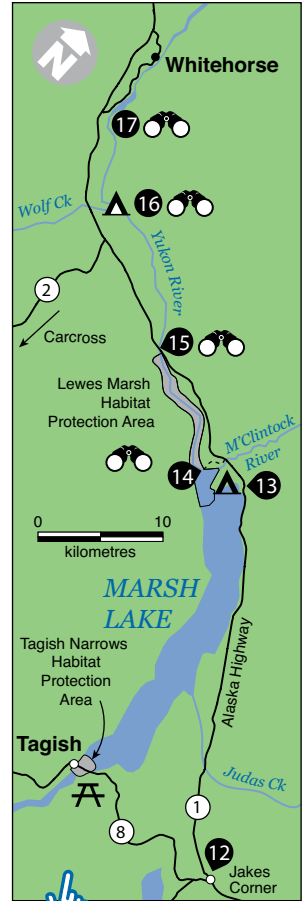 N
Whitehorse
17
16
Wolf Ck
Yukon River
2
Carcross
15
Lewes Marsh
Habitat
Protection Area
M'Clintock
River
14
13
0 10
kilometres
MARSH
LAKE
Tagish Narrows
Habitat
Protection
Area
Alaska Highway
Tagish
Judas Ck
1
8
12
Jakes
Corner